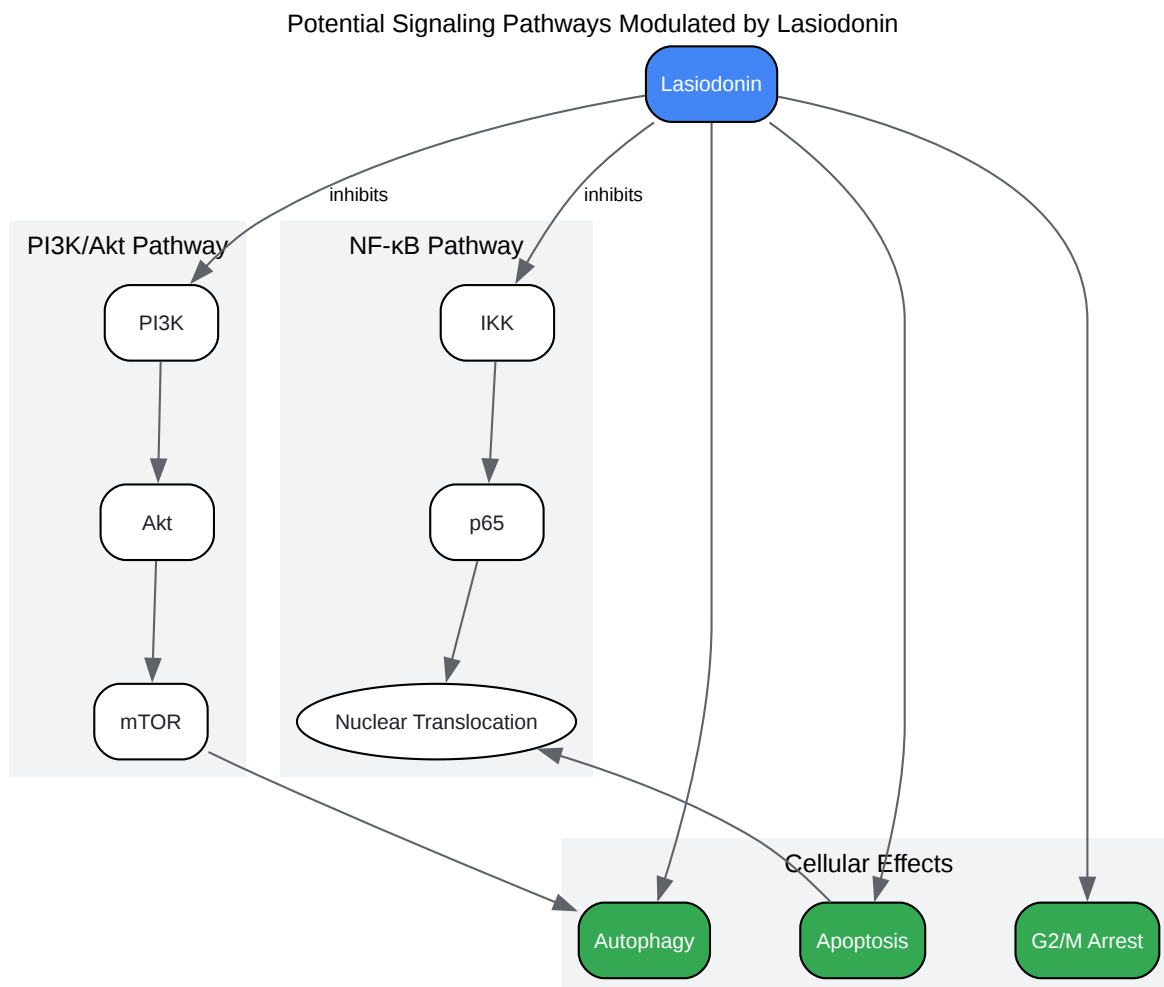 Potential Signaling Pathways Modulated by Lasiodonin
Lasiodonin
inhibits
inhibits
PI3K/Akt Pathway
NF-κB Pathway
PI3K
IKK
Akt
p65
mTOR
Nuclear Translocation
Cellular Effects
Autophagy
Apoptosis
G2/M Arrest